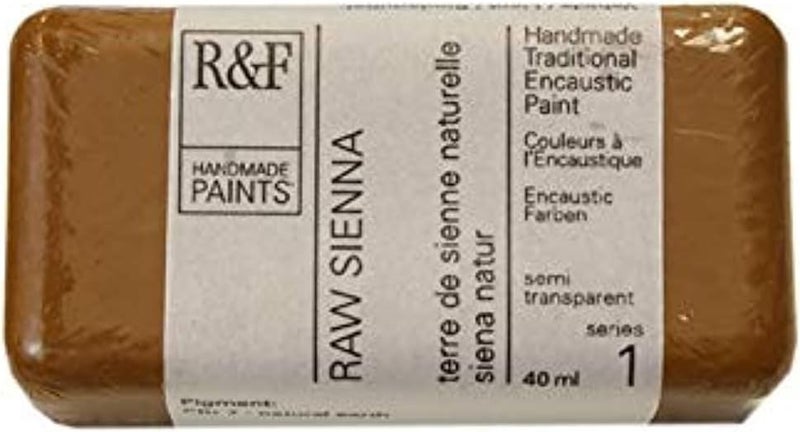 R&F
HANDMADE
PAINTS
RAW SIENNA
terre de sienne naturelle
siena natur
Handmade
Traditional
Encaustic
Paint
Couleurs à
l'Encaustique
Encaustic
Farben
semi
transparent
series
40 ml 1
Pigment:
natural earth